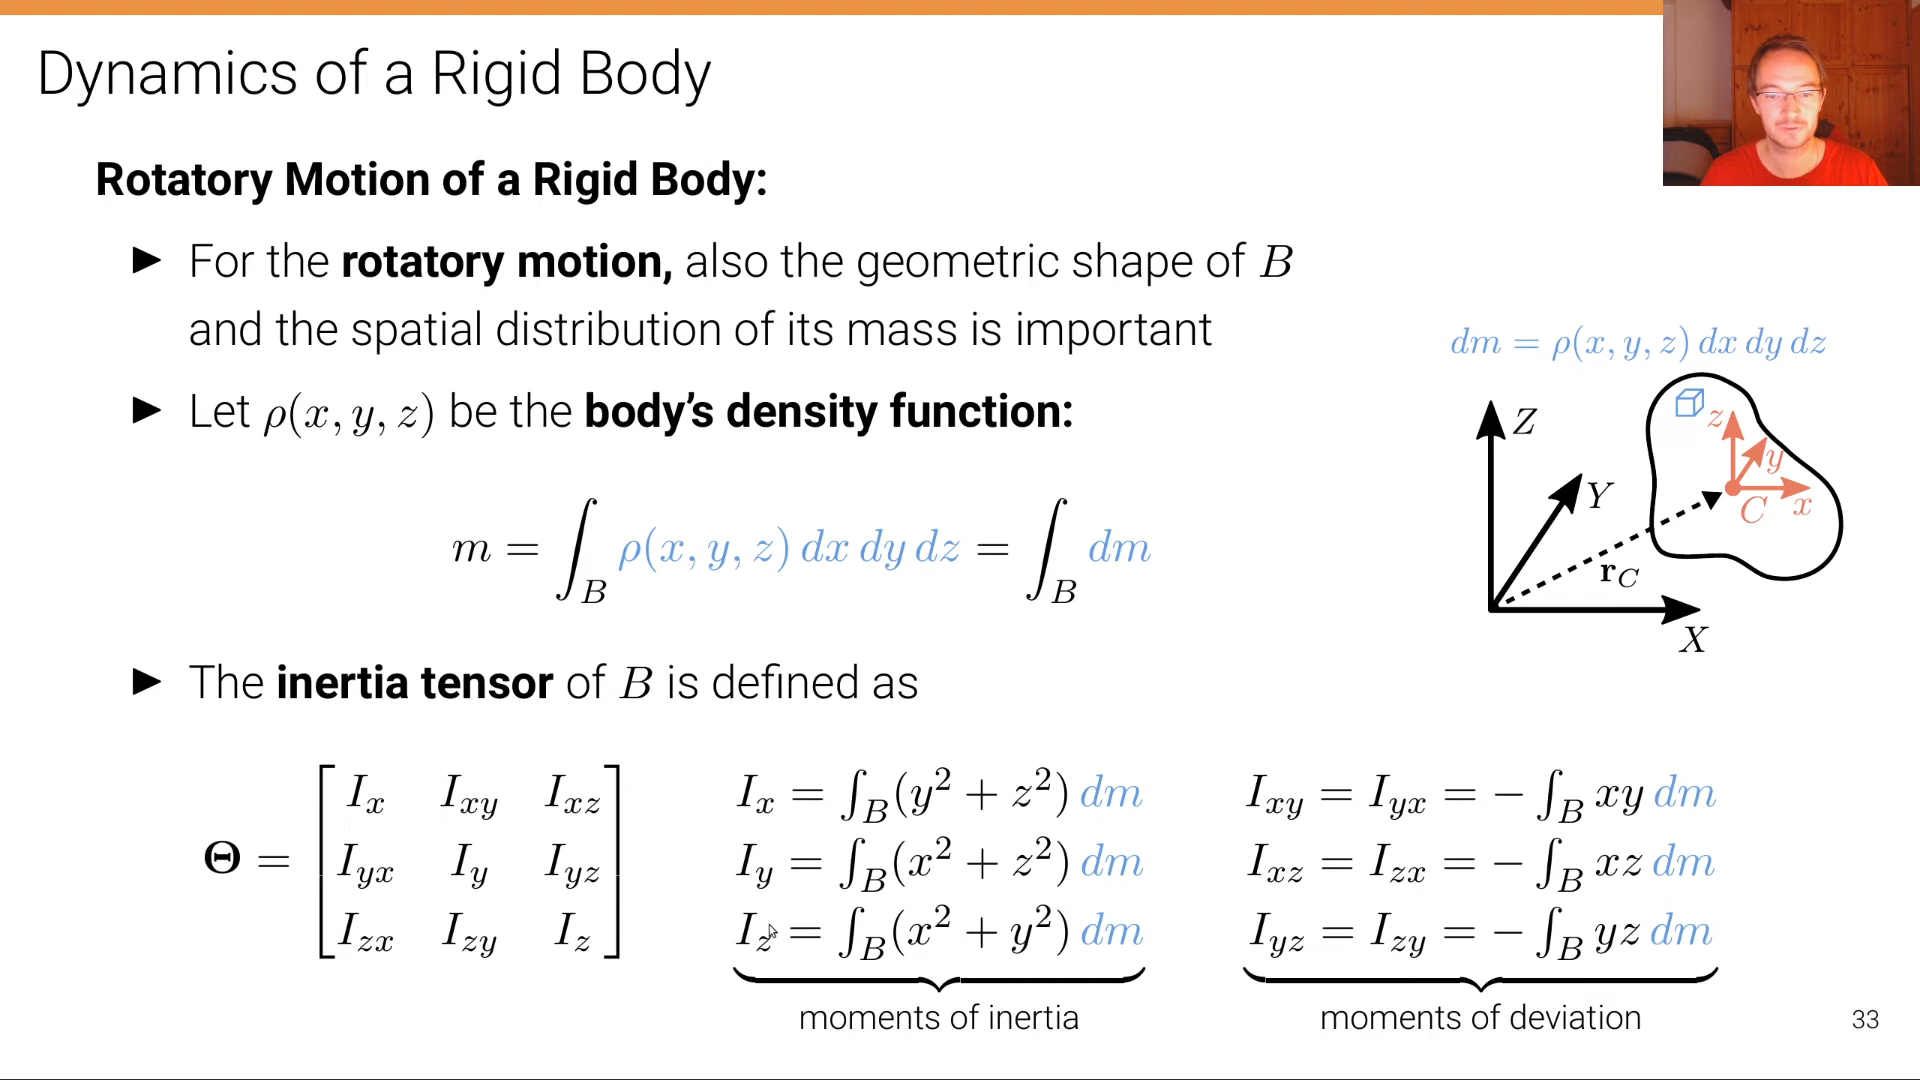 Dynamics of a Rigid Body
Rotatory Motion of a Rigid Body:
▶ For the rotatory motion, also the geometric shape of B
and the spatial distribution of its mass is important
▶ Let ρ(x, y, z) be the body’s density function:
m = ∫_B ρ(x, y, z) dx dy dz = ∫_B dm
dm = ρ(x, y, z) dx dy dz
Z
Y
X
r_C
z
y
x
C
▶ The inertia tensor of B is defined as
Θ = [ I_x I_xy I_xz
I_yx I_y I_yz
I_zx I_zy I_z ]
I_x = ∫_B (y² + z²) dm
I_y = ∫_B (x² + z²) dm
I_z = ∫_B (x² + y²) dm
moments of inertia
I_xy = I_yx = − ∫_B xy dm
I_xz = I_zx = − ∫_B xz dm
I_yz = I_zy = − ∫_B yz dm
moments of deviation
33